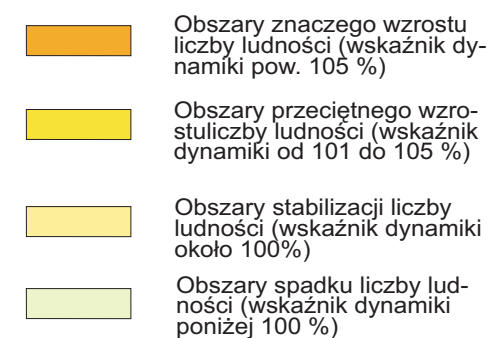 Obszary znaczego wzrostu
liczby ludności (wskaźnik dy-
namiki pow. 105 %)
Obszary przeciętnego wzro-
stuliczby ludności (wskaźnik
dynamiki od 101 do 105 %)
Obszary stabilizacji liczby
ludności (wskaźnik dynamiki
około 100%)
Obszary spadku liczby lud-
ności (wskaźnik dynamiki
poniżej 100 %)